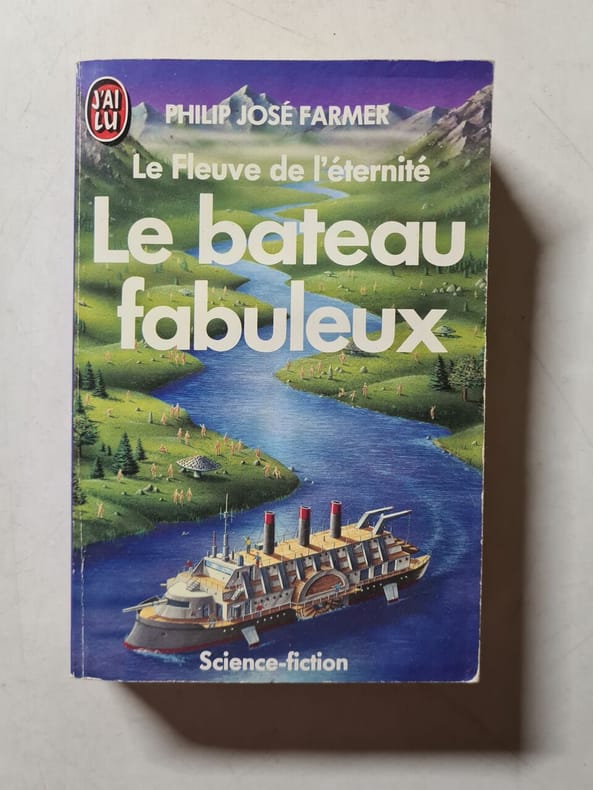 J'AI
LU
PHILIP JOSÉ FARMER
Le Fleuve de l'éternité
Le bateau
fabuleux
Science-fiction